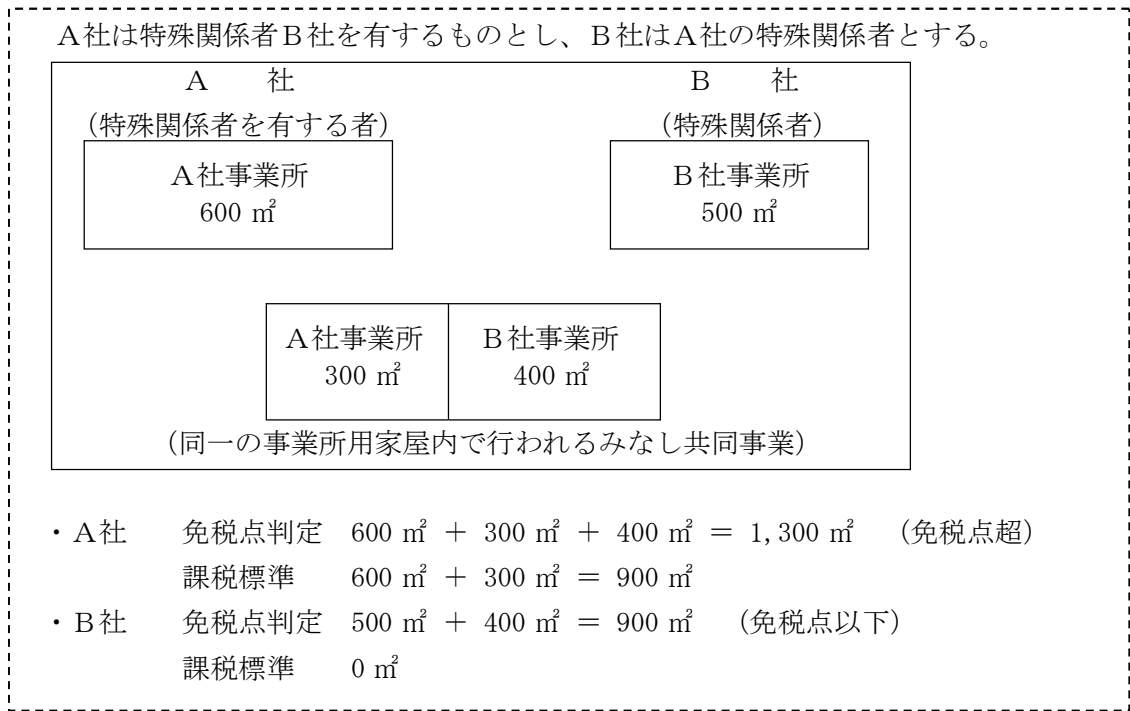 A社は特殊関係者B社を有するものとし、B社はA社の特殊関係者とする。
A 社
B 社
(特殊関係者を有する者)
(特殊関係者)
A社事業所
600 ㎡
B社事業所
500 ㎡
A社事業所
300 ㎡
B社事業所
400 ㎡
(同一の事業所用家屋内で行われるみなし共同事業)
・A社 免税点判定 600 ㎡ + 300 ㎡ + 400 ㎡ = 1,300 ㎡ (免税点超)
課税標準 600 ㎡ + 300 ㎡ = 900 ㎡
・B社 免税点判定 500 ㎡ + 400 ㎡ = 900 ㎡ (免税点以下)
課税標準 0 ㎡